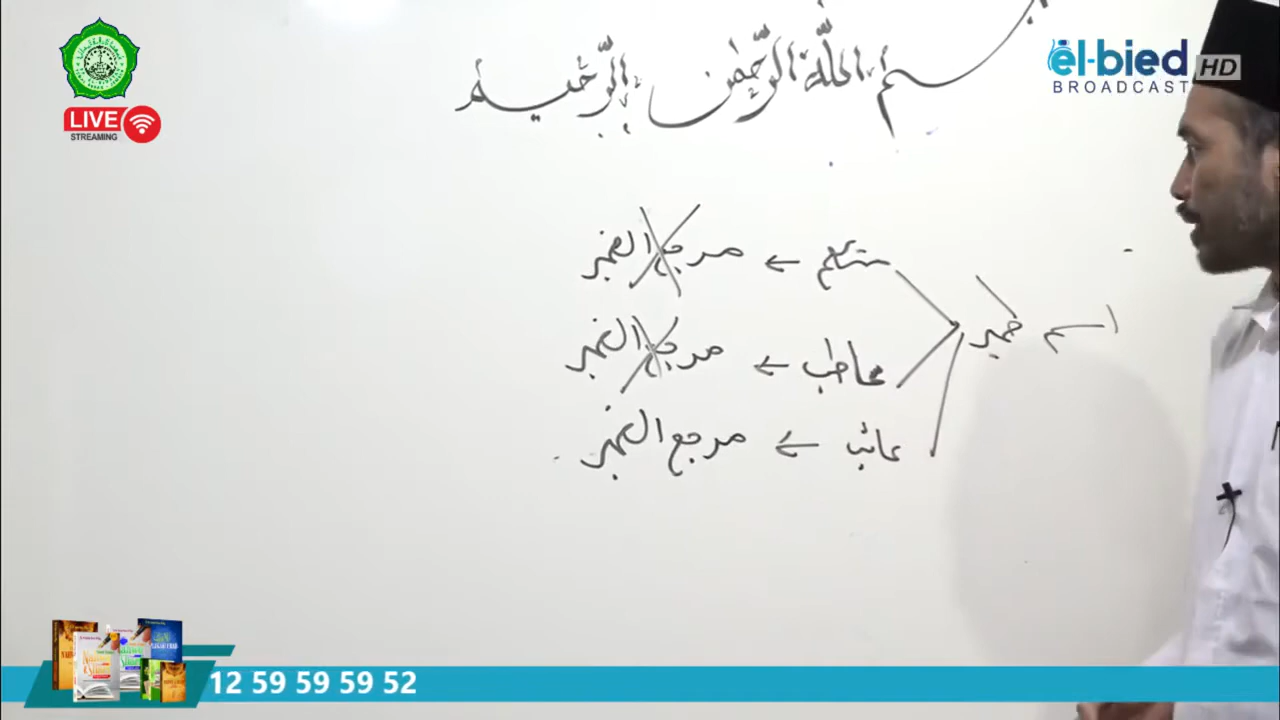 بسم الله الرحمن الرحيم
el-bied HD
BROADCAST
LIVE
STREAMING
متكلم ← مرجع الضمير
اسم ضمير
مخاطب ← مرجع الضمير
غائب ← مرجع الضمير
12 59 59 59 52